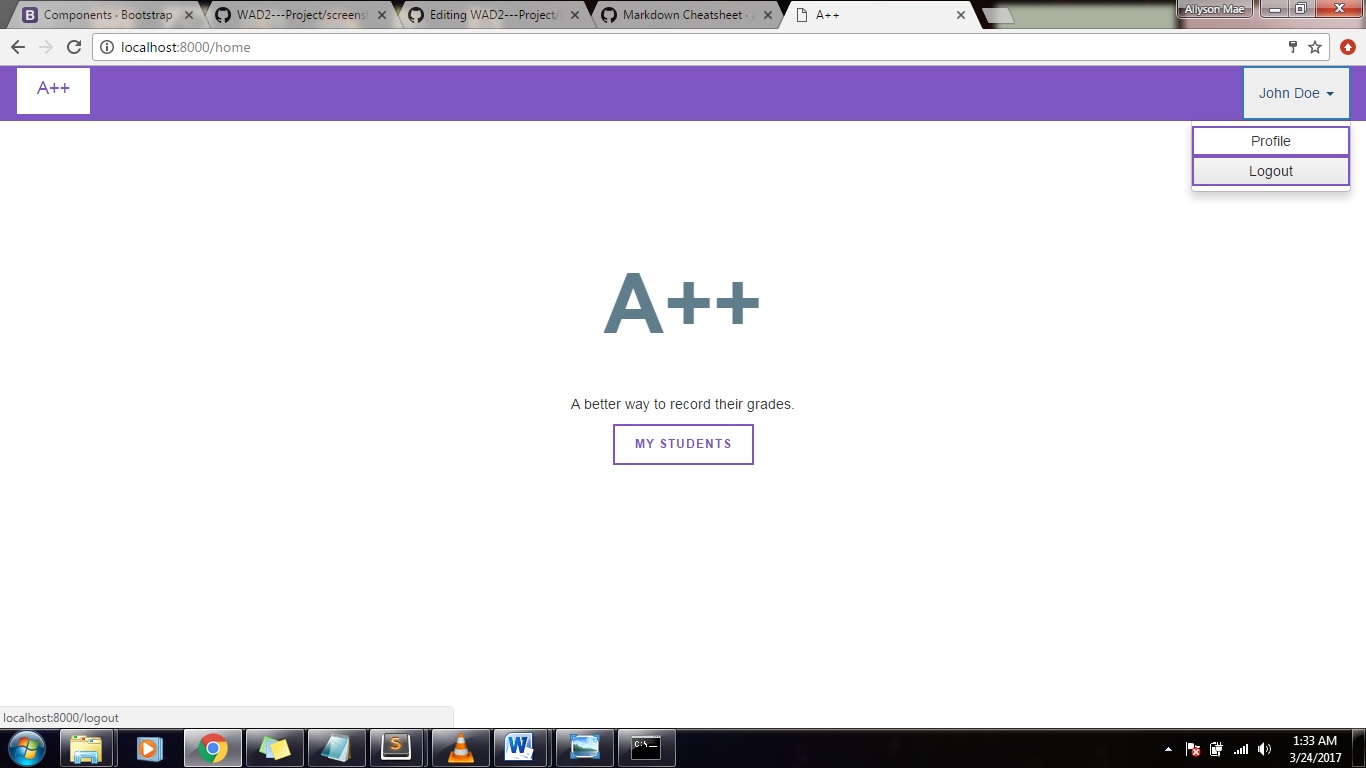 Components · Bootstrap
WAD2---Project/screens
Editing WAD2---Project/
Markdown Cheatsheet ·
A++
Allyson Mae
localhost:8000/home
A++
John Doe
Profile
Logout
A++
A better way to record their grades.
MY STUDENTS
localhost:8000/logout
1:33 AM
3/24/2017